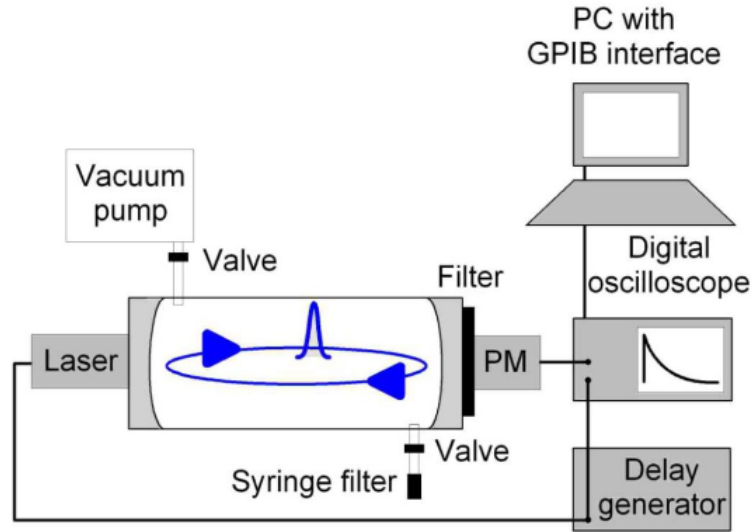 PC with
GPIB interface
Vacuum
pump
Valve
Filter
Digital
oscilloscope
Laser
PM
Valve
Syringe filter
Delay
generator